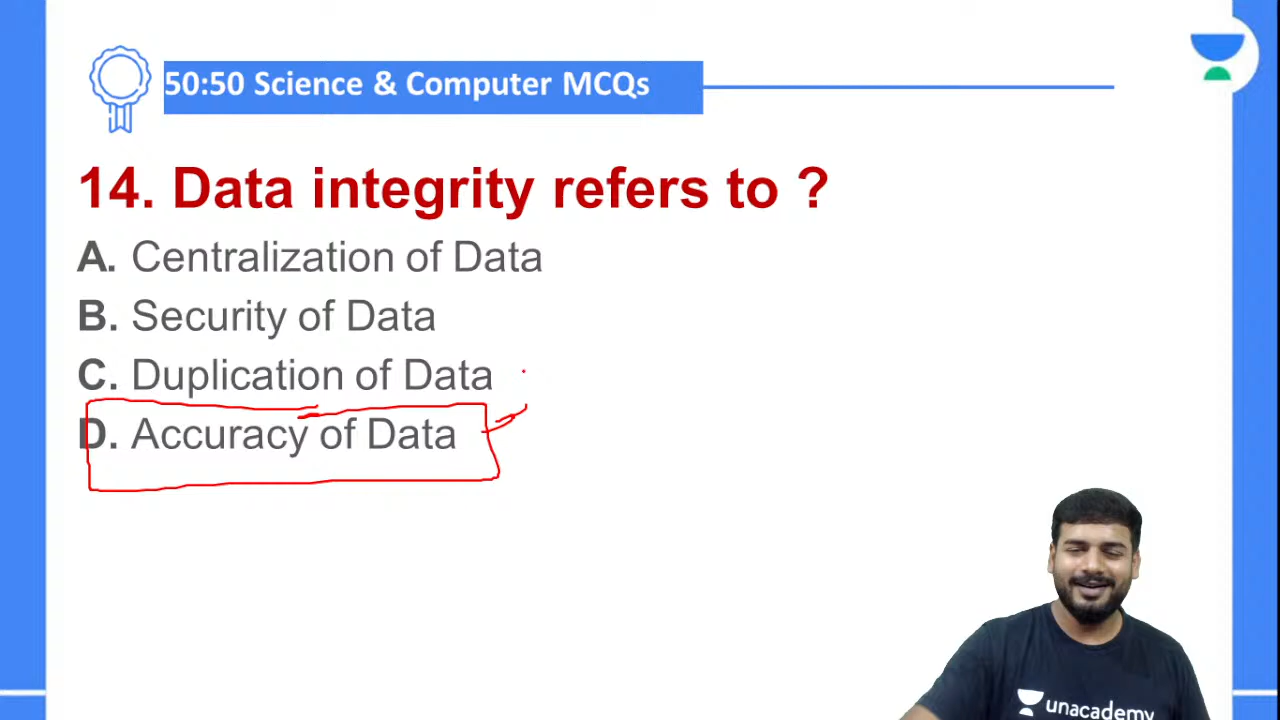 50:50 Science & Computer MCQs
14. Data integrity refers to ?
A. Centralization of Data
B. Security of Data
C. Duplication of Data
D. Accuracy of Data
unacademy